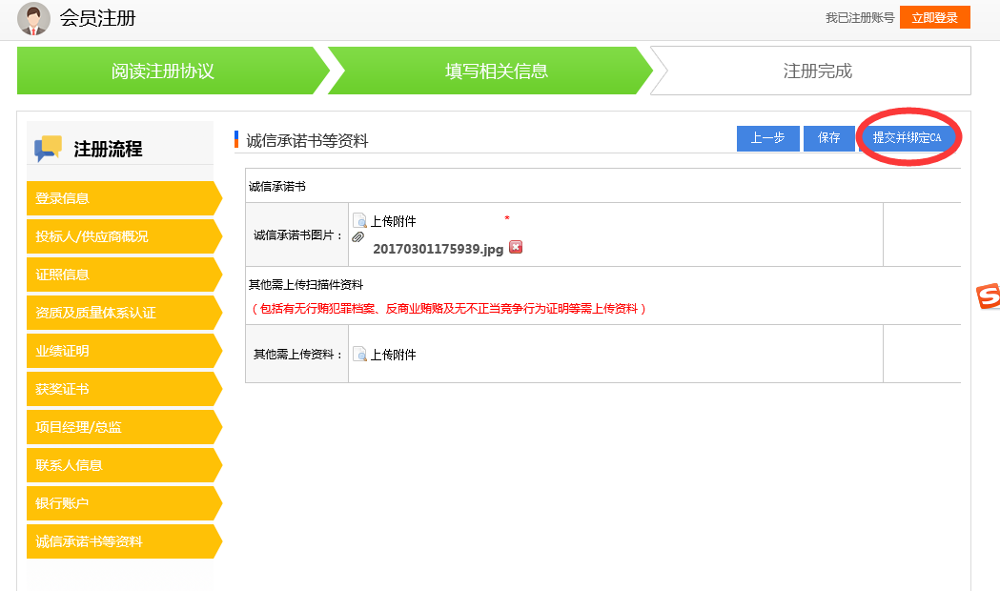 会员注册
我已注册账号
立即登录
阅读注册协议
填写相关信息
注册完成
注册流程
登录信息
投标人/供应商概况
证照信息
资质及质量体系认证
业绩证明
获奖证书
项目经理/总监
联系人信息
银行账户
诚信承诺书等资料
诚信承诺书等资料
上一步
保存
提交并绑定CA
诚信承诺书
诚信承诺书图片：
上传附件
*
20170301175939.jpg
其他需上传扫描件资料
（包括有无行贿犯罪档案、反商业贿赂及无不正当竞争行为证明等需上传资料）
其他需上传资料：
上传附件
S